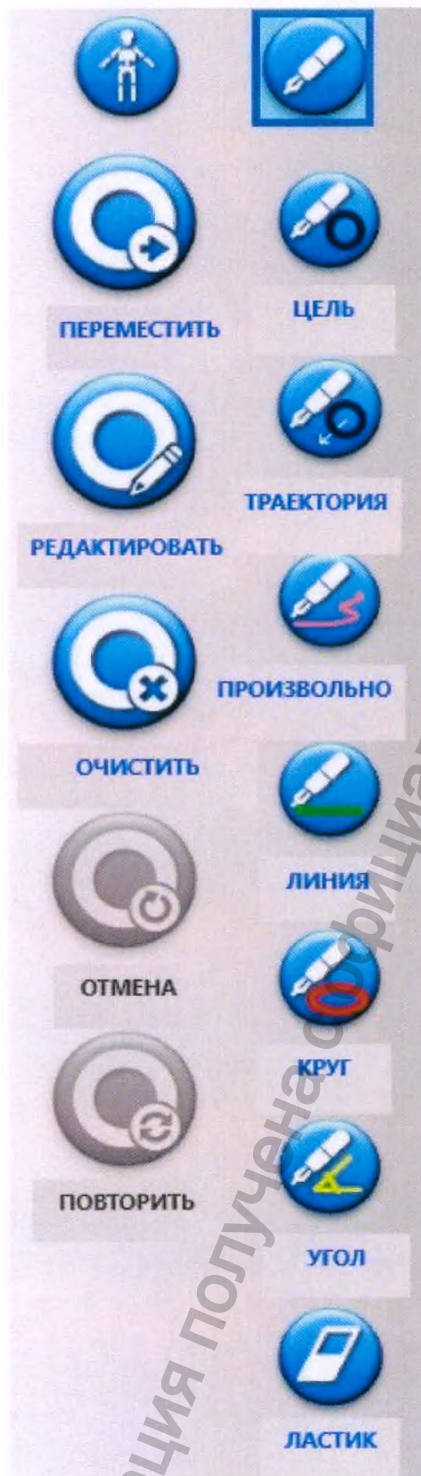 ПЕРЕМЕСТИТЬ
РЕДАКТИРОВАТЬ
ОЧИСТИТЬ
ОТМЕНА
ПОВТОРИТЬ
ЦЕЛЬ
ТРАЕКТОРИЯ
ПРОИЗВОЛЬНО
ЛИНИЯ
КРУГ
УГОЛ
ЛАСТИК